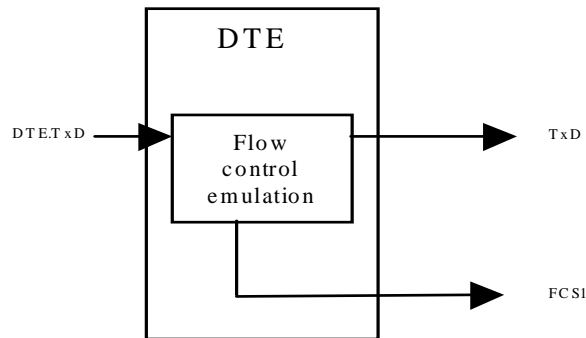 DTE
DTE.TxD
Flow
control
emulation
TxD
FCS1